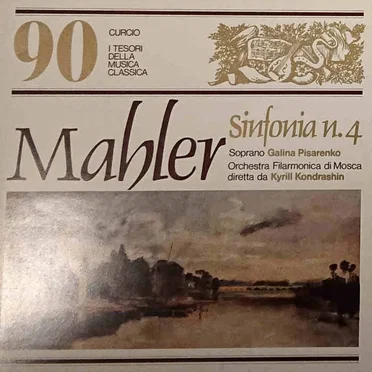 90
CURCIO
I TESORI
DELLA
MUSICA
CLASSICA
Mahler
Sinfonia n.4
Soprano Galina Pisarenko
Orchestra Filarmonica di Mosca
diretta da Kyrill Kondrashin